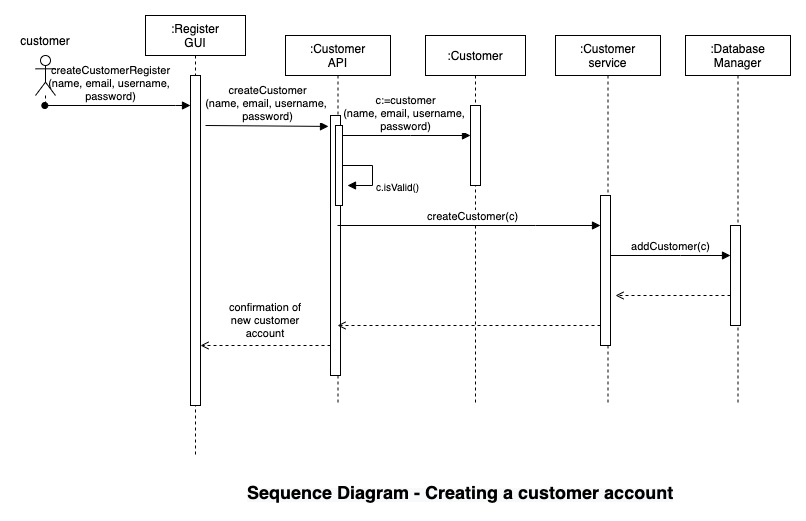 :Register
GUI
customer
:Customer
API
:Customer
:Customer
service
:Database
Manager
createCustomerRegister
(name, email, username,
password)
createCustomer
(name, email, username,
password)
c:=customer
(name, email, username,
password)
c.isValid()
createCustomer(c)
addCustomer(c)
confirmation of
new customer
account
Sequence Diagram - Creating a customer account